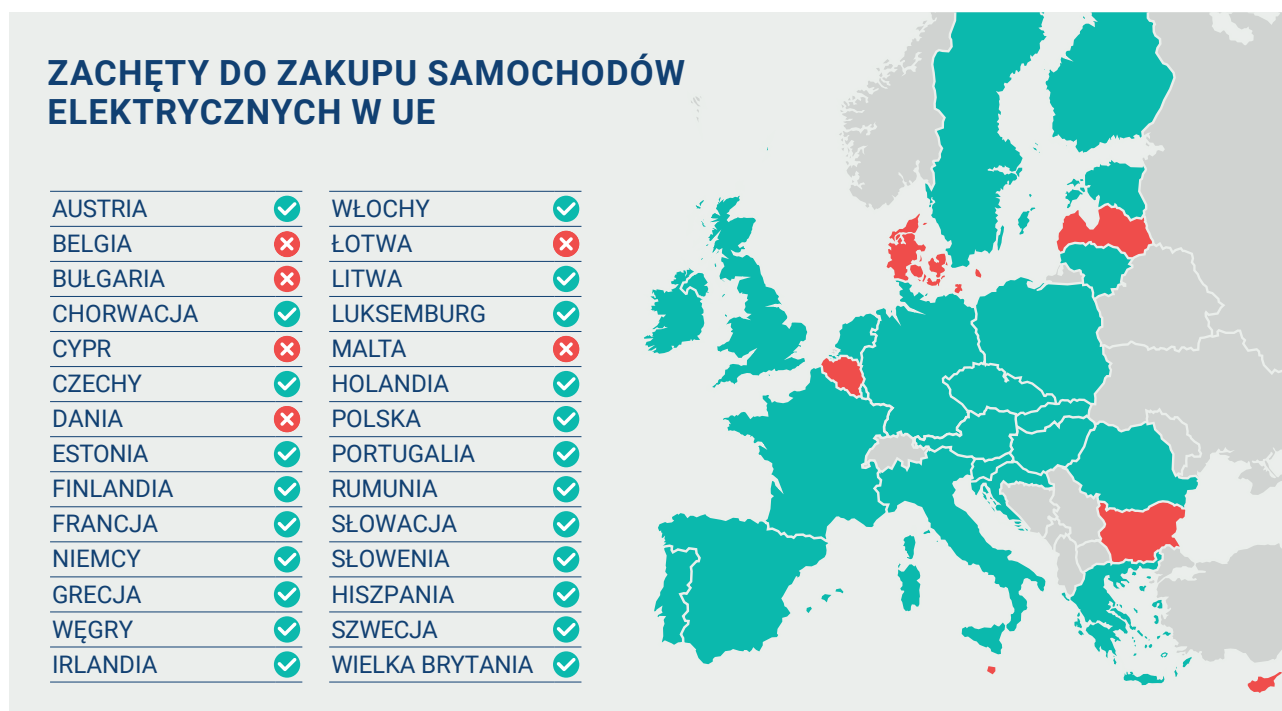 ZACHĘTY DO ZAKUPU SAMOCHODÓW
ELEKTRYCZNYCH W UE
AUSTRIA
BELGIA
BUŁGARIA
CHORWACJA
CYPR
CZECHY
DANIA
ESTONIA
FINLANDIA
FRANCJA
NIEMCY
GRECJA
WĘGRY
IRLANDIA
WŁOCHY
ŁOTWA
LITWA
LUKSEMBURG
MALTA
HOLANDIA
POLSKA
PORTUGALIA
RUMUNIA
SŁOWACJA
SŁOWENIA
HISZPANIA
SZWECJA
WIELKA BRYTANIA